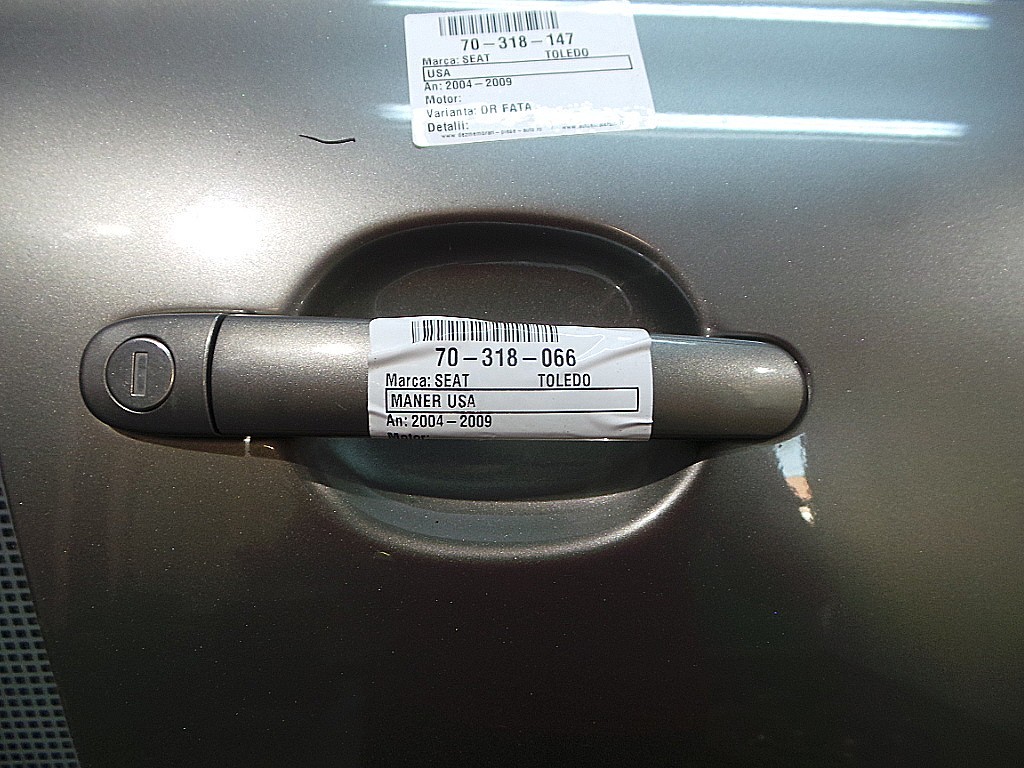 70-318-147
Marca: SEAT TOLEDO
USA
An: 2004-2009
Motor:
Varianta: DR FATA
Detalii:
70-318-066
Marca: SEAT TOLEDO
MANER USA
An: 2004-2009
Motor: